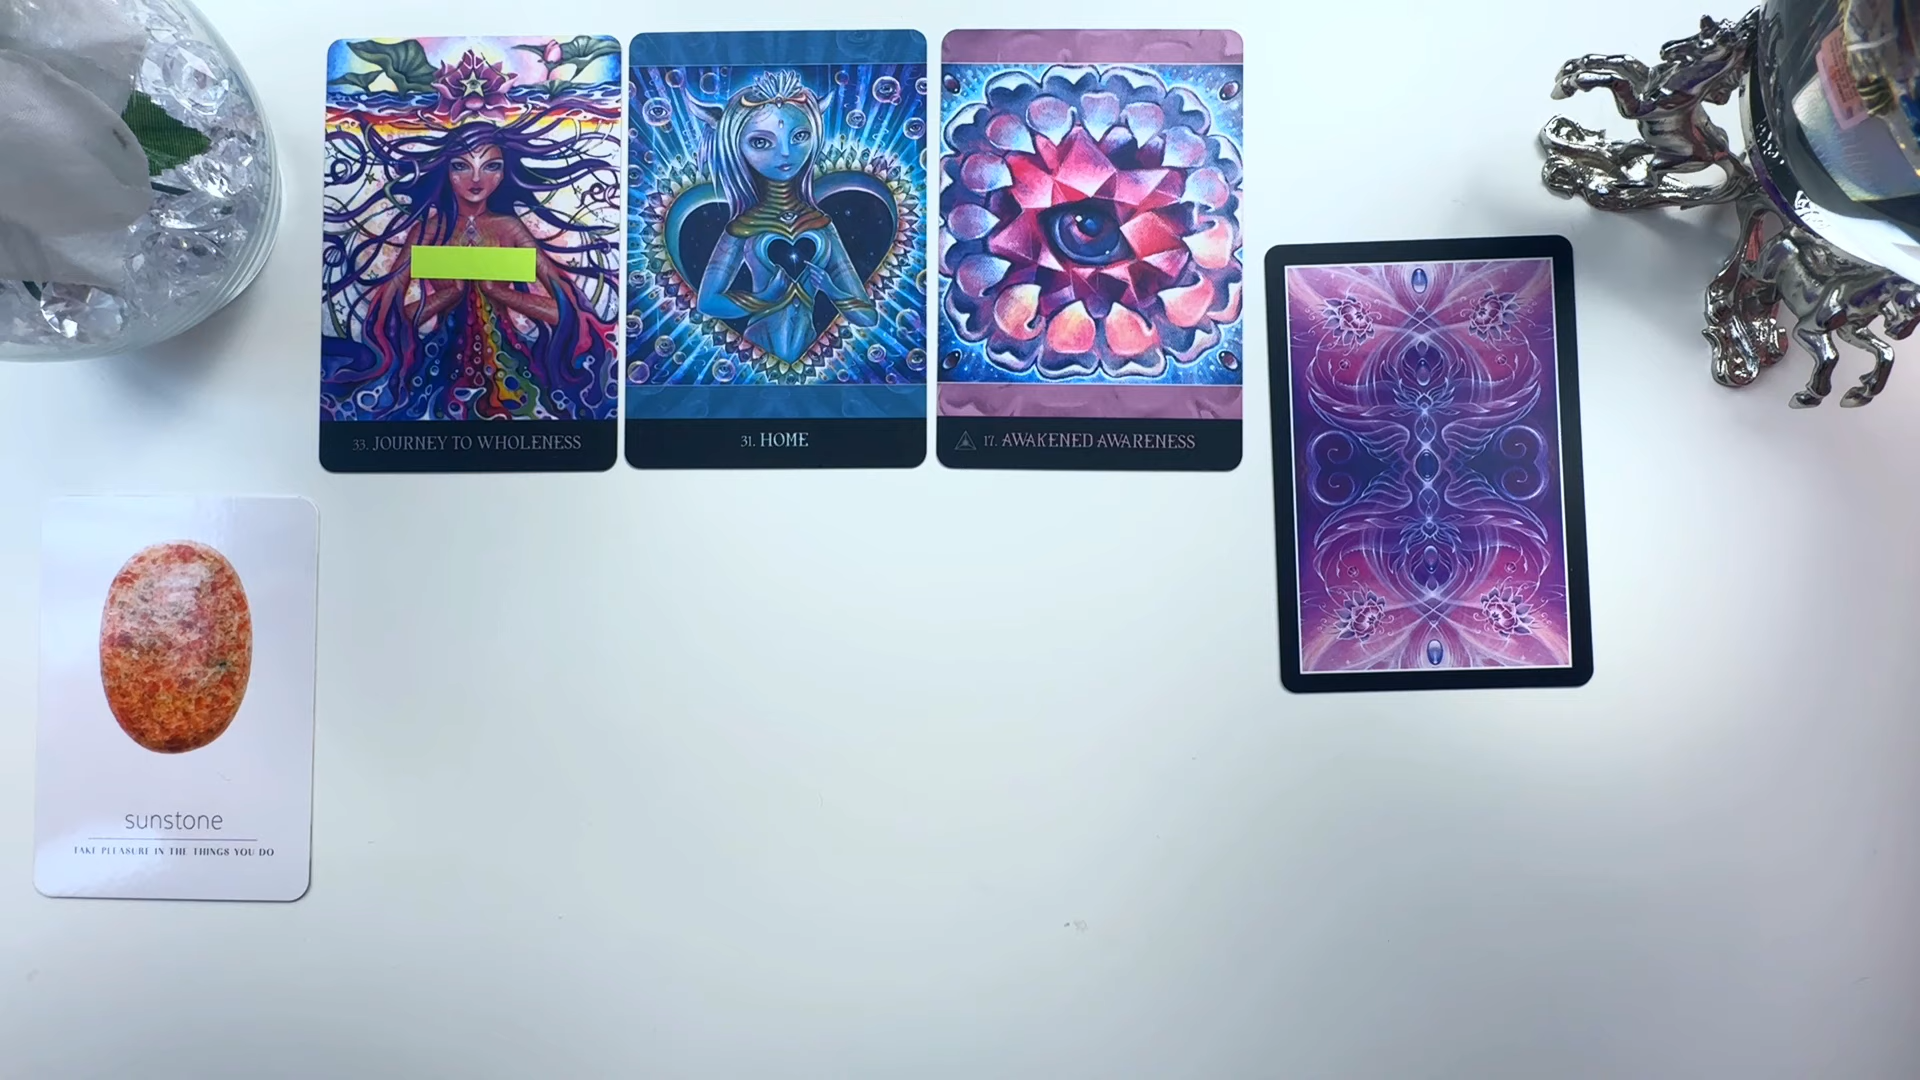 33. JOURNEY TO WHOLENESS
31. HOME
17. AWAKENED AWARENESS
sunstone
TAKE PLEASURE IN THE THINGS YOU DO